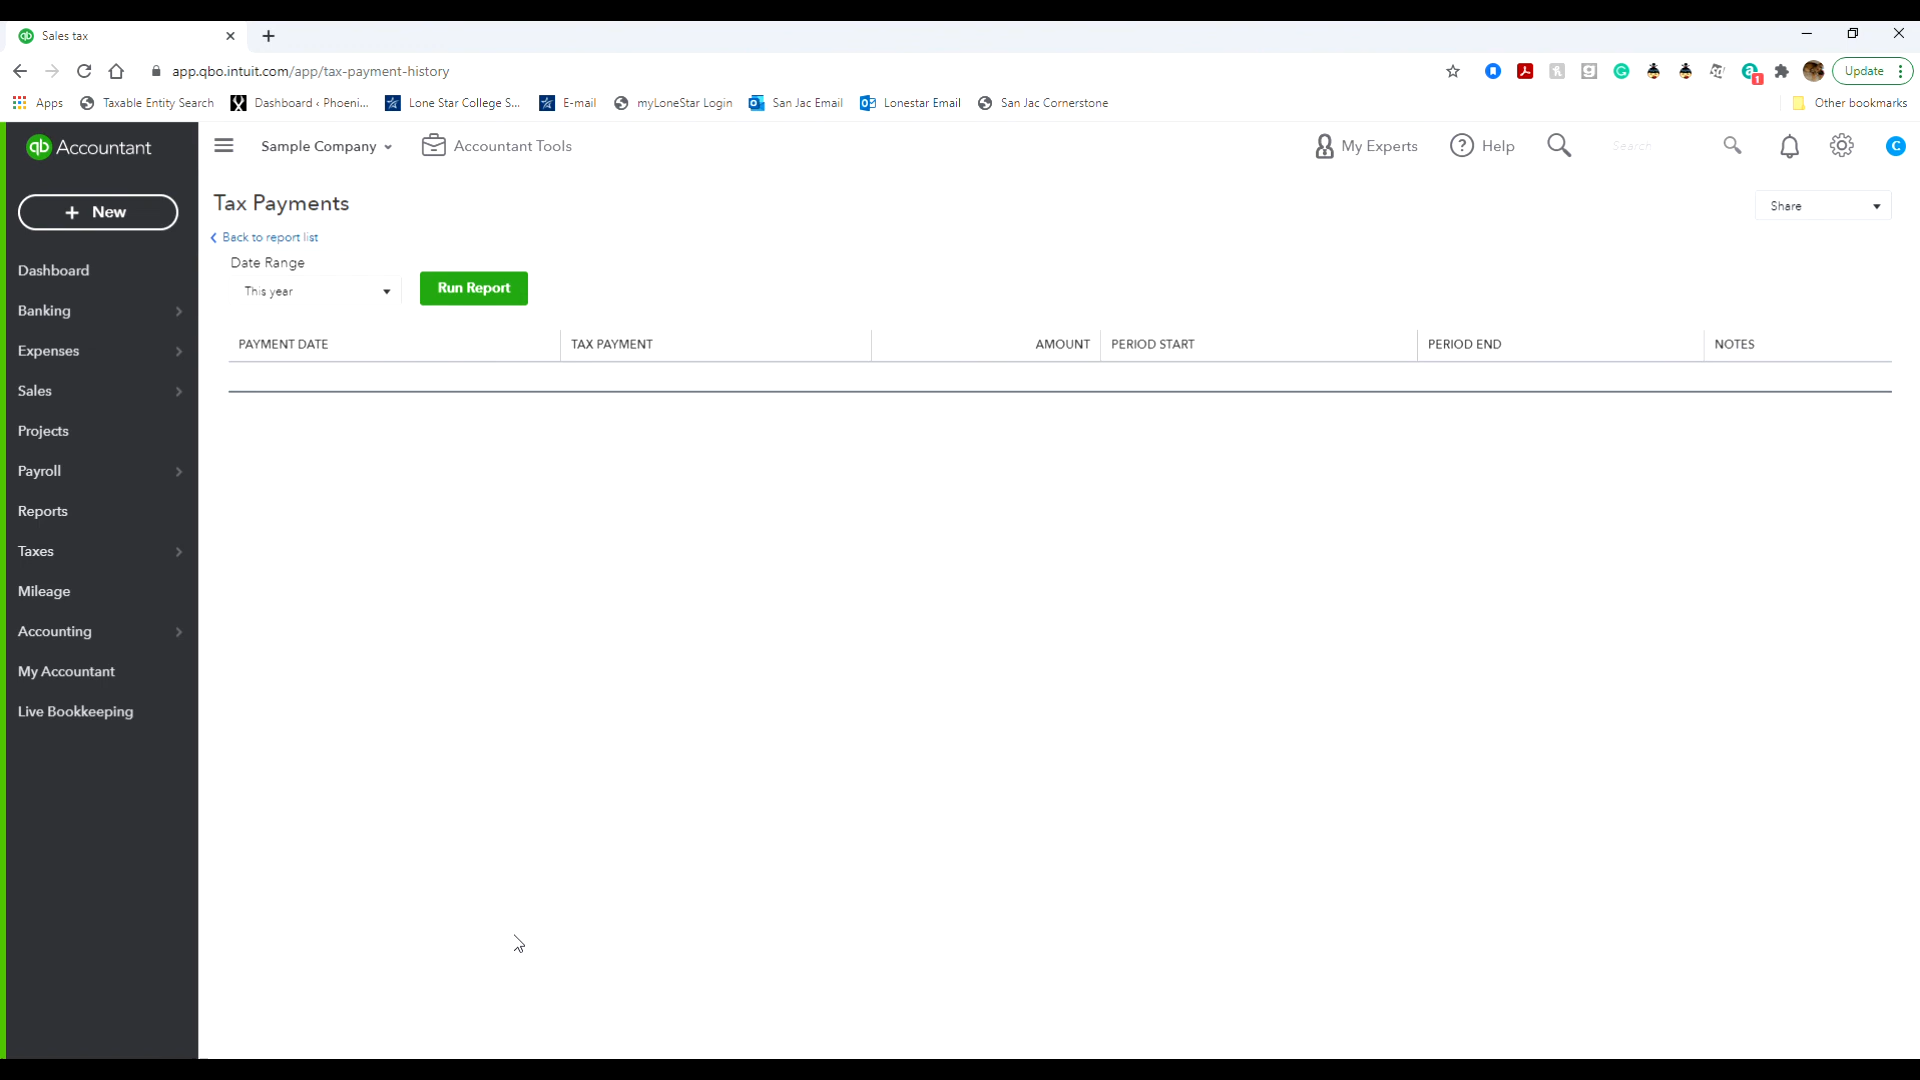 Sales tax
app.qbo.intuit.com/app/tax-payment-history
Update
Apps Taxable Entity Search Dashboard ‹ Phoeni... Lone Star College S... E-mail myLoneStar Login San Jac Email Lonestar Email San Jac Cornerstone Other bookmarks
qb Accountant Sample Company Accountant Tools My Experts Help Search C
+ New
Tax Payments Share
Back to report list
Date Range
This year Run Report
PAYMENT DATE TAX PAYMENT AMOUNT PERIOD START PERIOD END NOTES
Dashboard
Banking
Expenses
Sales
Projects
Payroll
Reports
Taxes
Mileage
Accounting
My Accountant
Live Bookkeeping